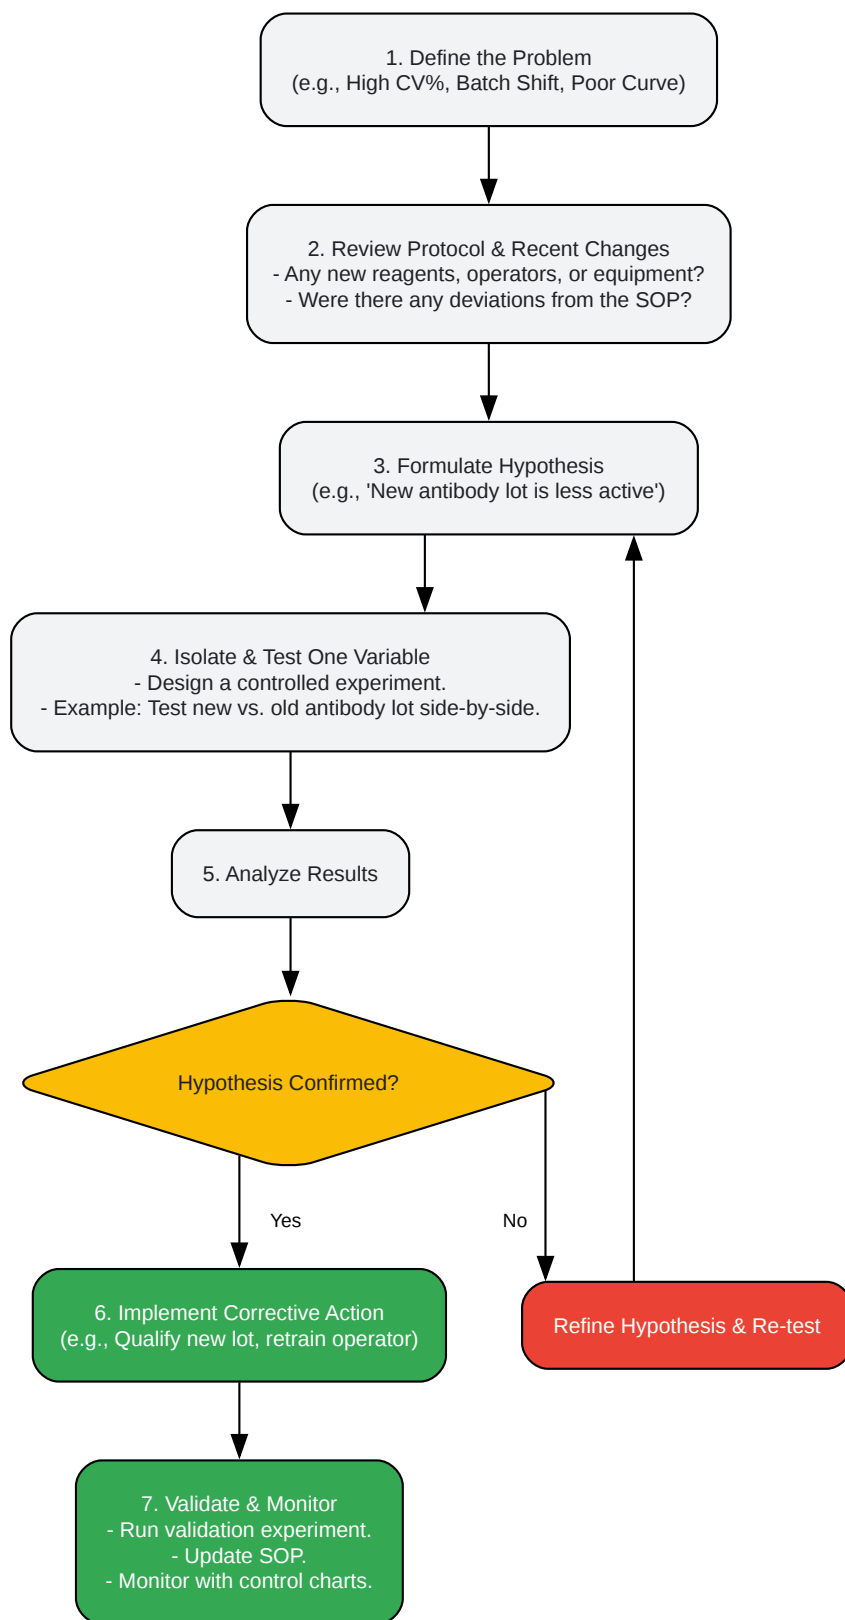 1. Define the Problem
(e.g., High CV%, Batch Shift, Poor Curve)
2. Review Protocol & Recent Changes
- Any new reagents, operators, or equipment?
- Were there any deviations from the SOP?
3. Formulate Hypothesis
(e.g., 'New antibody lot is less active')
4. Isolate & Test One Variable
- Design a controlled experiment.
- Example: Test new vs. old antibody lot side-by-side.
5. Analyze Results
Hypothesis Confirmed?
Yes
No
6. Implement Corrective Action
(e.g., Qualify new lot, retrain operator)
Refine Hypothesis & Re-test
7. Validate & Monitor
- Run validation experiment.
- Update SOP.
- Monitor with control charts.